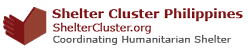 Shelter Cluster Philippines
ShelterCluster.org
Coordinating Humanitarian Shelter